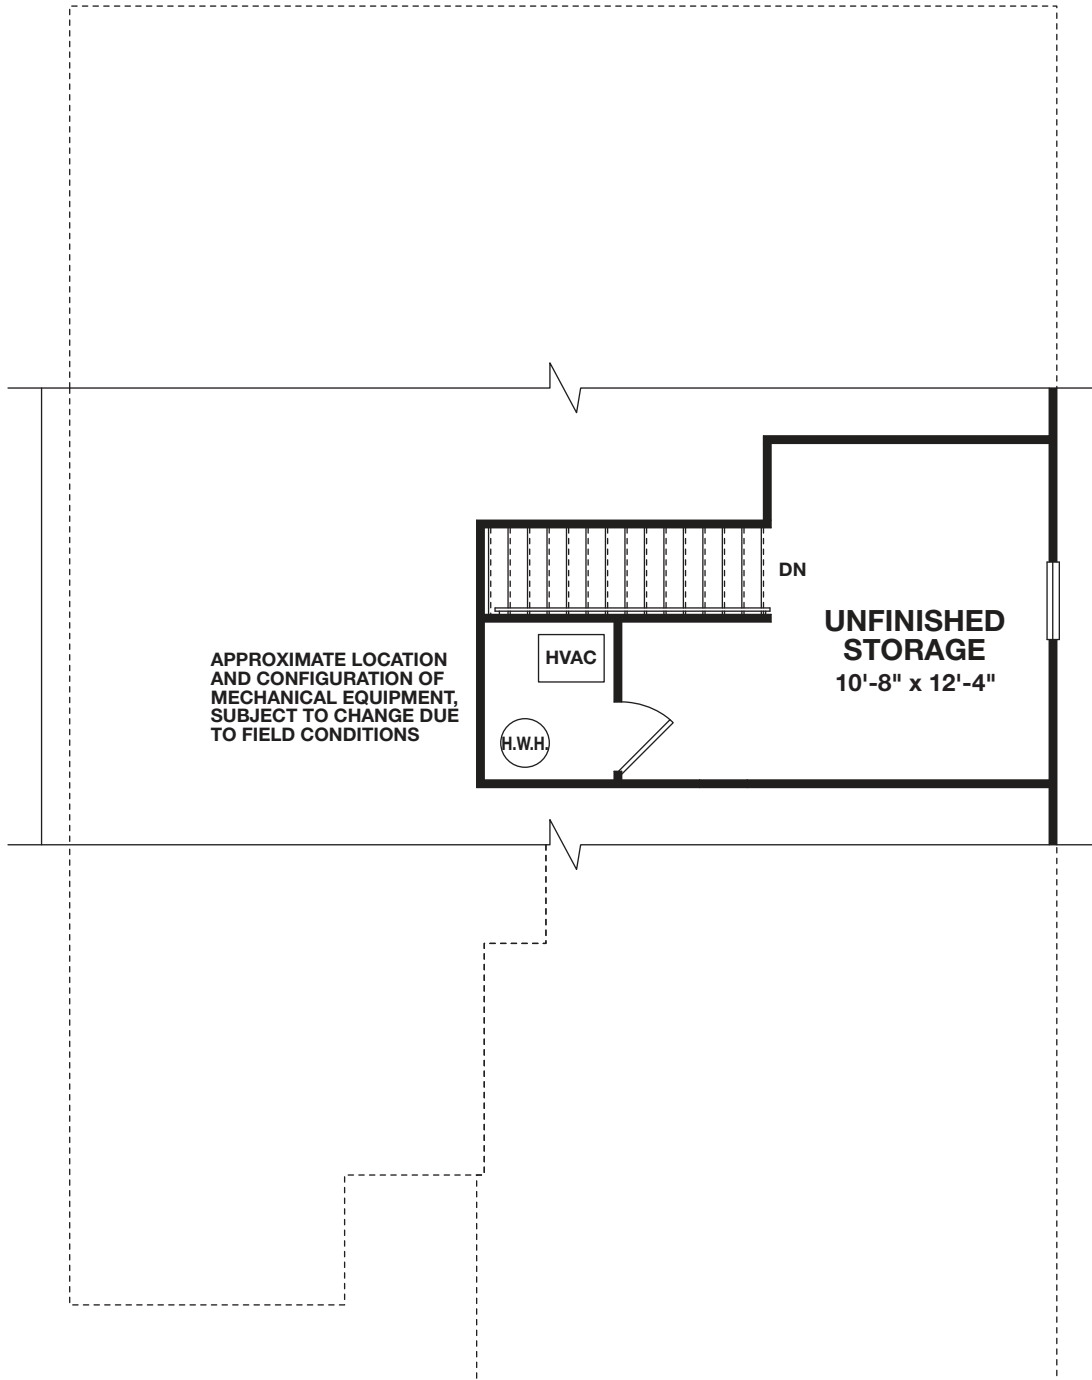 DN
UNFINISHED
STORAGE
10'-8" x 12'-4"
HVAC
H.W.H.
APPROXIMATE LOCATION
AND CONFIGURATION OF
MECHANICAL EQUIPMENT,
SUBJECT TO CHANGE DUE
TO FIELD CONDITIONS